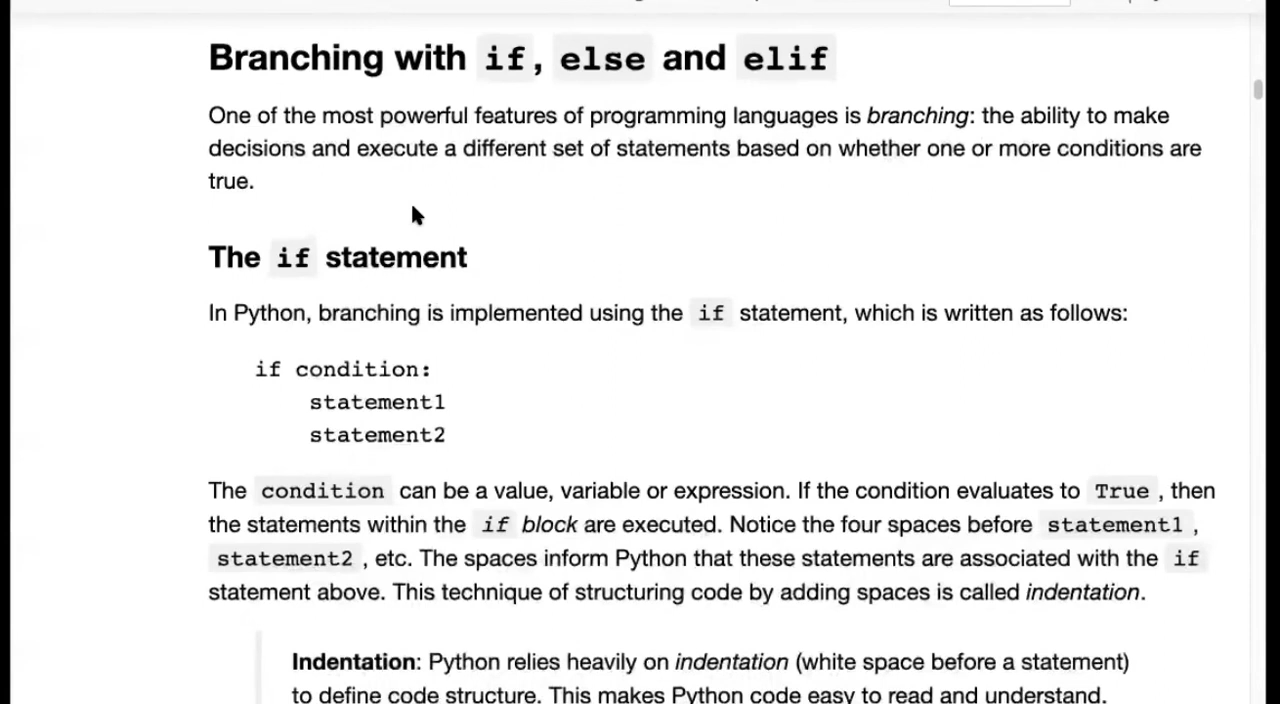 Branching with if, else and elif
One of the most powerful features of programming languages is branching: the ability to make
decisions and execute a different set of statements based on whether one or more conditions are
true.
The if statement
In Python, branching is implemented using the if statement, which is written as follows:
if condition:
statement1
statement2
The condition can be a value, variable or expression. If the condition evaluates to True , then
the statements within the if block are executed. Notice the four spaces before statement1 ,
statement2 , etc. The spaces inform Python that these statements are associated with the if
statement above. This technique of structuring code by adding spaces is called indentation.
Indentation: Python relies heavily on indentation (white space before a statement)
to define code structure. This makes Python code easy to read and understand.